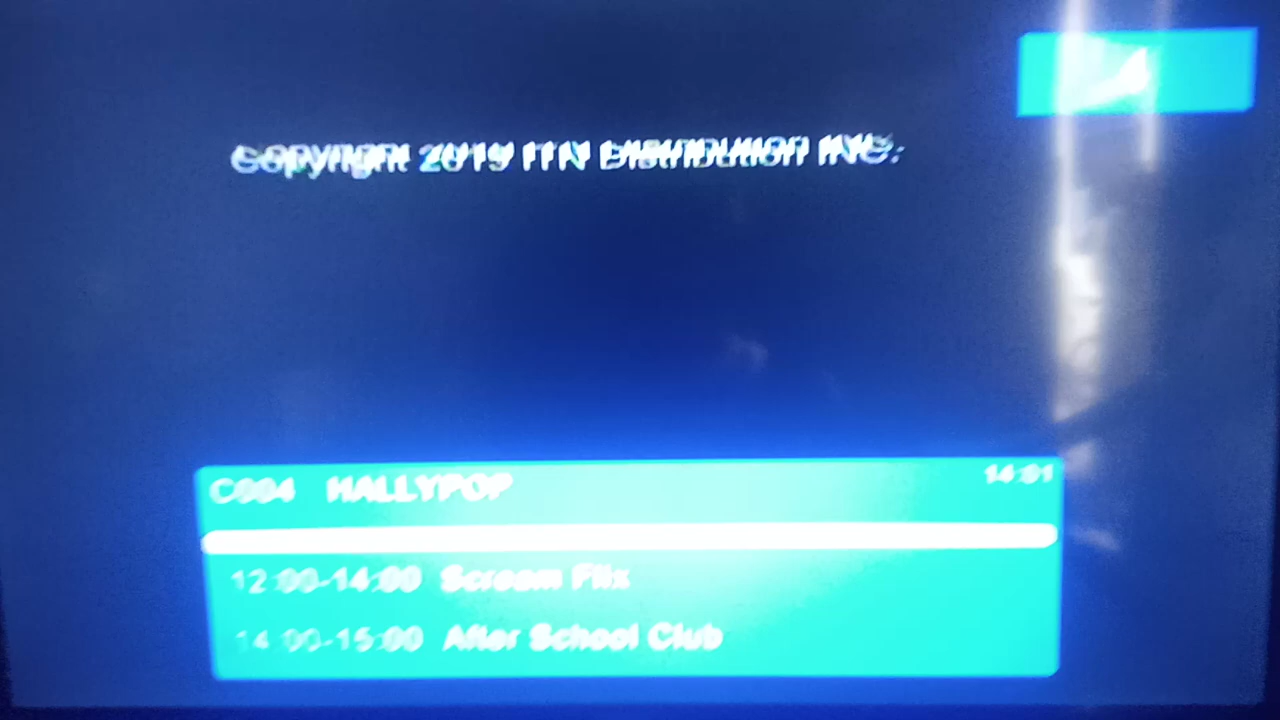 Copyright 2019 ITN Distribution INC.
C004 HALLYPOP 14:01
12:00-14:00 Scream Flix
14:00-15:00 After School Club